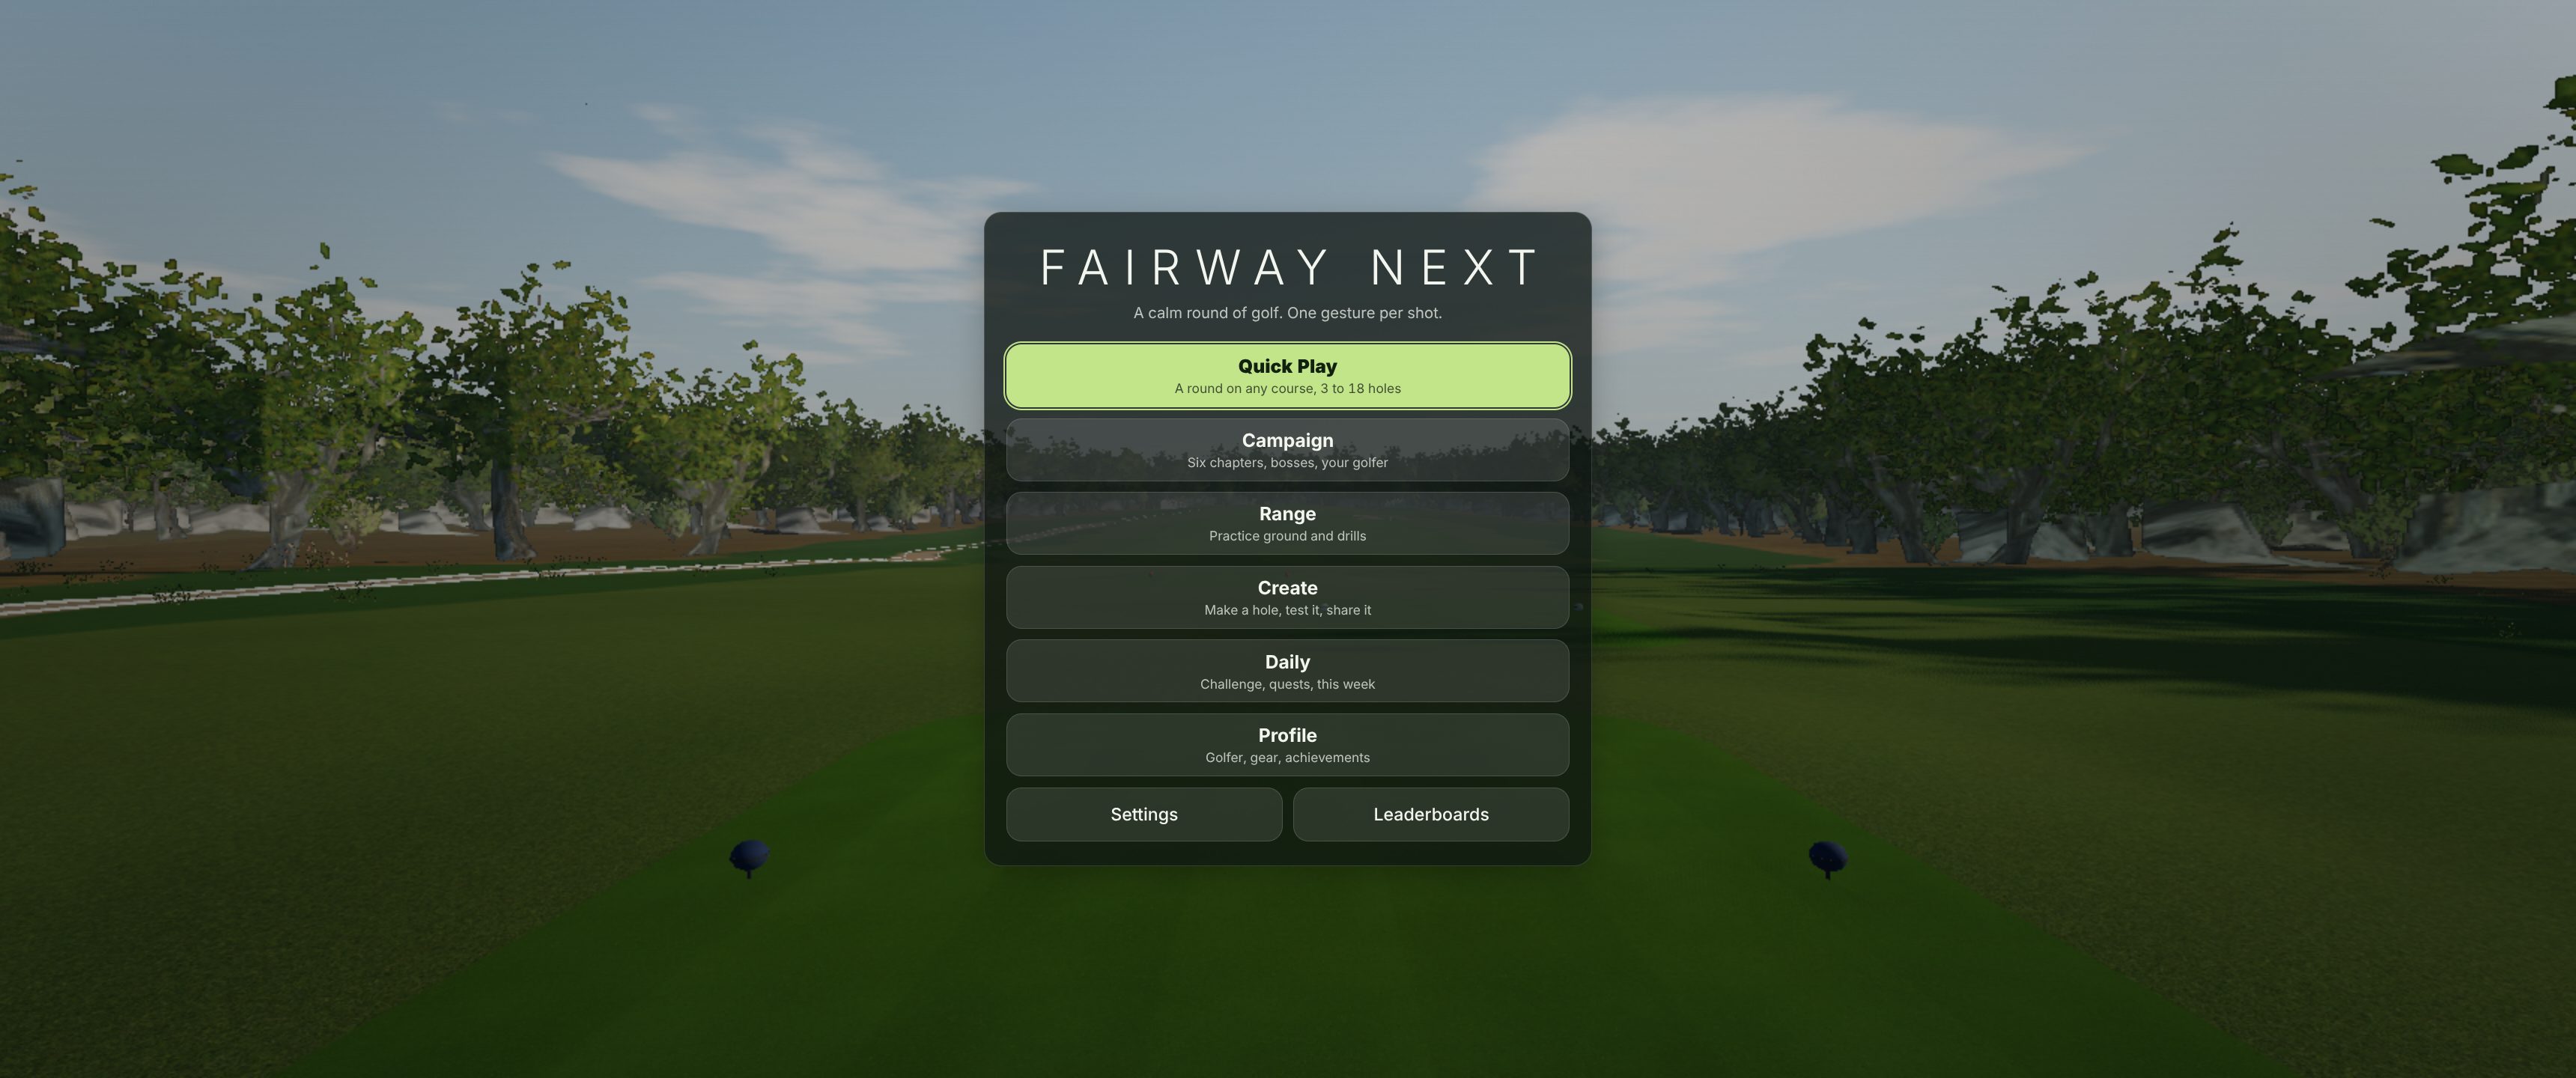 FAIRWAY NEXT
A calm round of golf. One gesture per shot.
Quick Play
A round on any course, 3 to 18 holes
Campaign
Six chapters, bosses, your golfer
Range
Practice ground and drills
Create
Make a hole, test it, share it
Daily
Challenge, quests, this week
Profile
Golfer, gear, achievements
Settings
Leaderboards